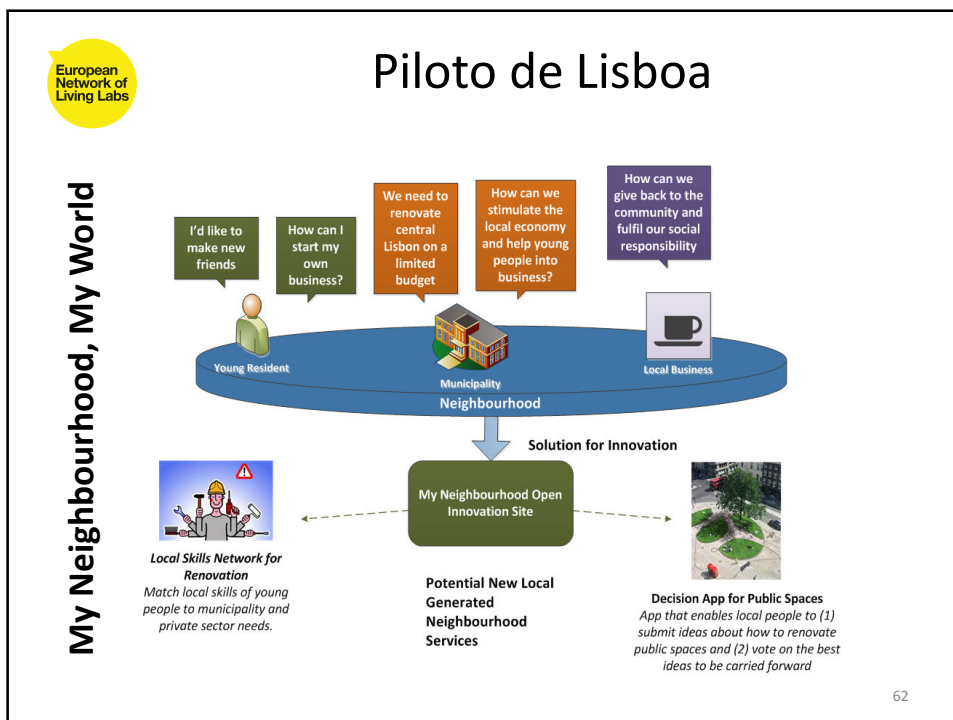 European
Network of
Living Labs
Piloto de Lisboa
My Neighbourhood, My World
I'd like to
make new
friends
How can I
start my
own
business?
We need to
renovate
central
Lisbon on a
limited
budget
How can we
stimulate the
local economy
and help young
people into
business?
How can we
give back to the
community and
fulfil our social
responsibility
Young Resident
Municipality
Local Business
Neighbourhood
Solution for Innovation
My Neighbourhood Open
Innovation Site
Local Skills Network for
Renovation
Match local skills of young
people to municipality and
private sector needs.
Potential New Local
Generated
Neighbourhood
Services
Decision App for Public Spaces
App that enables local people to (1)
submit ideas about how to renovate
public spaces and (2) vote on the best
ideas to be carried forward
62